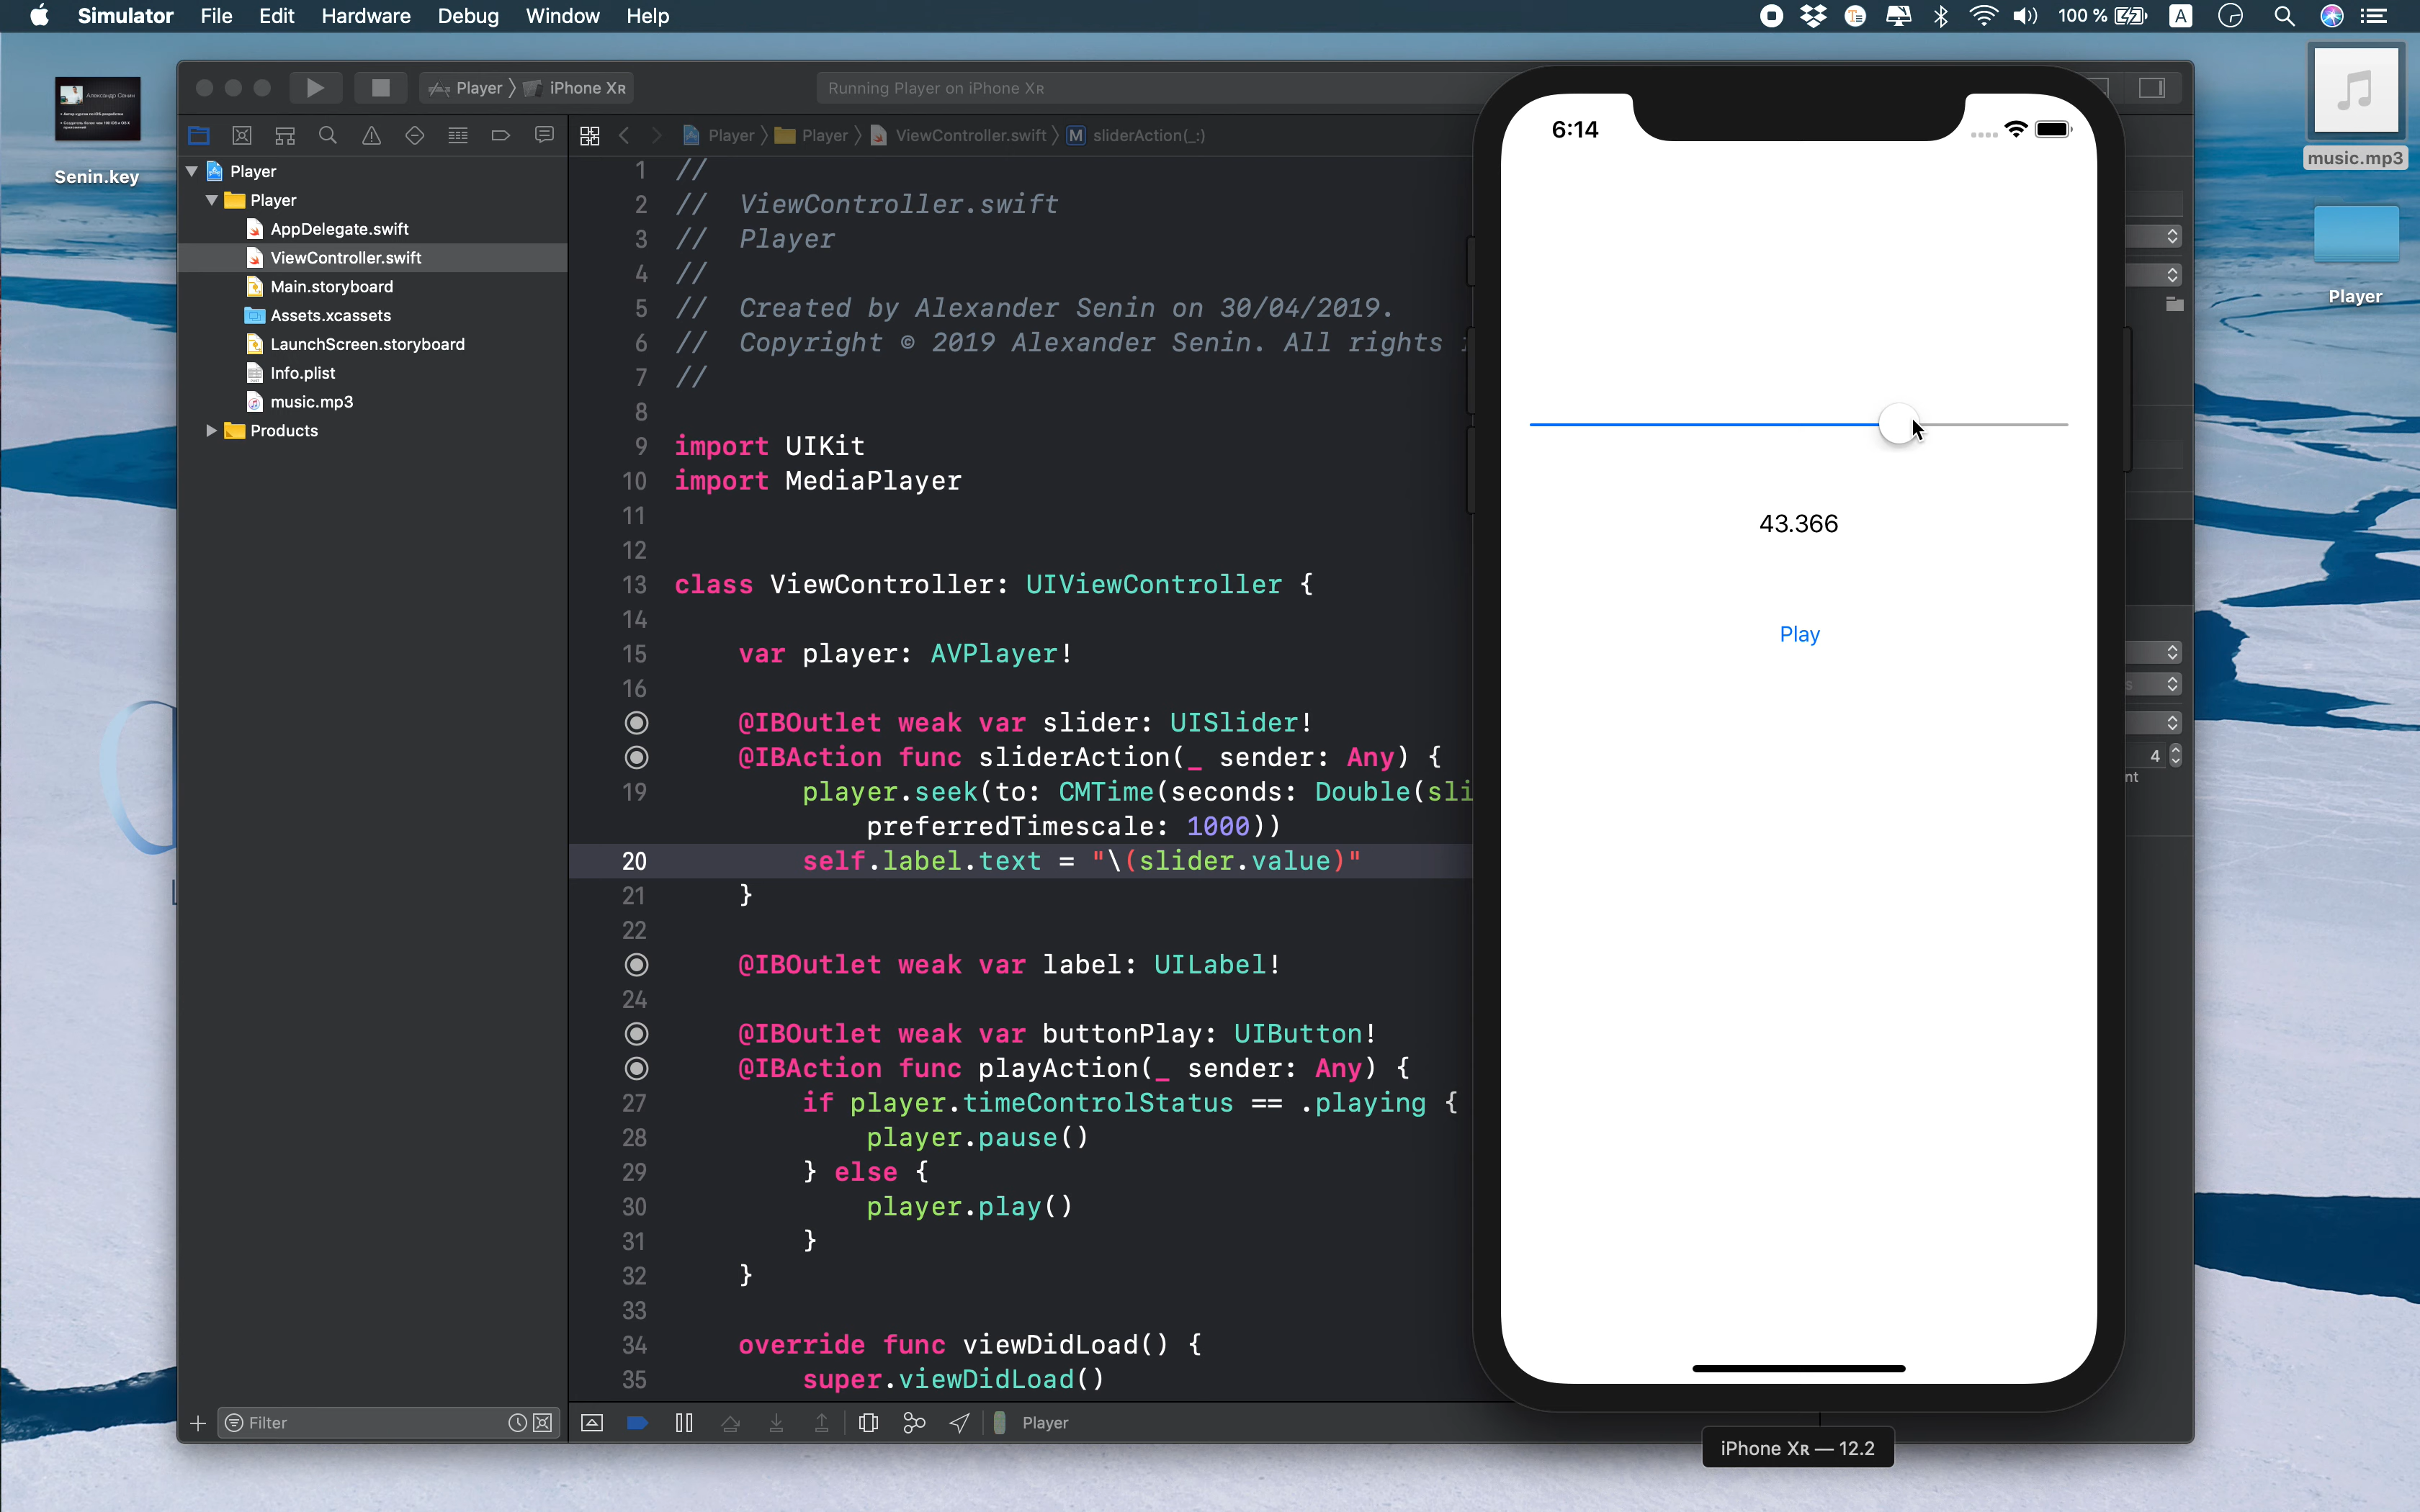 Simulator File Edit Hardware Debug Window Help 100 % A
Александр Сенин
Senin.key
music.mp3
Player
Player 〉 iPhone XR
Running Player on iPhone XR
Player 〉 Player 〉 ViewController.swift 〉 M sliderAction(_:)
Player
Player
AppDelegate.swift
ViewController.swift
Main.storyboard
Assets.xcassets
LaunchScreen.storyboard
Info.plist
music.mp3
Products
Filter
1 //
2 // ViewController.swift
3 // Player
4 //
5 // Created by Alexander Senin on 30/04/2019.
6 // Copyright © 2019 Alexander Senin. All rights
7 //
8
9 import UIKit
10 import MediaPlayer
11
12
13 class ViewController: UIViewController {
14
15 var player: AVPlayer!
16
@IBOutlet weak var slider: UISlider!
@IBAction func sliderAction(_ sender: Any) {
19 player.seek(to: CMTime(seconds: Double(sli
preferredTimescale: 1000))
20 self.label.text = "\(slider.value)"
21 }
22
@IBOutlet weak var label: UILabel!
24
@IBOutlet weak var buttonPlay: UIButton!
@IBAction func playAction(_ sender: Any) {
27 if player.timeControlStatus == .playing {
28 player.pause()
29 } else {
30 player.play()
31 }
32 }
33
34 override func viewDidLoad() {
35 super.viewDidLoad()
Player
6:14
43.366
Play
iPhone XR — 12.2
s
4
nt